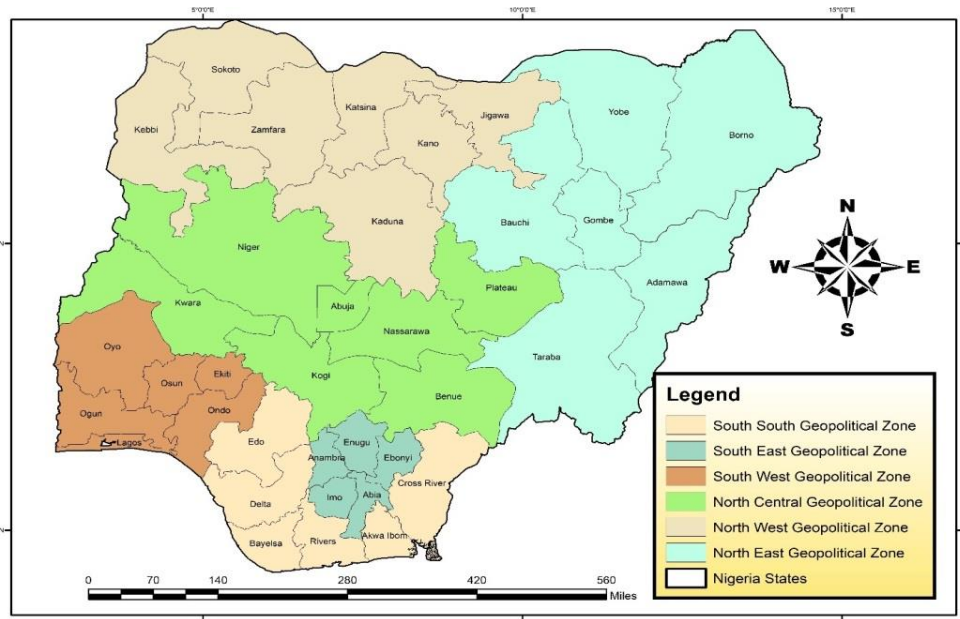 5°0'0"E 10°0'0"E 15°0'0"E
Sokoto
Katsina
Jigawa
Yobe
Borno
Kebbi
Zamfara
Kano
Kaduna
Bauchi
Gombe
Niger
Adamawa
Plateau
Kwara
Abuja
Nassarawa
Oyo
Taraba
Osun
Ekiti
Kogi
Benue
Ogun
Ondo
Lagos
Edo
Enugu
Anambra
Ebonyi
Cross River
Imo
Abia
Delta
Bayelsa
Rivers
Akwa Ibom
N
W
E
S
2
2
Legend
South South Geopolitical Zone
South East Geopolitical Zone
South West Geopolitical Zone
North Central Geopolitical Zone
North West Geopolitical Zone
North East Geopolitical Zone
Nigeria States
0 70 140 280 420 560
Miles